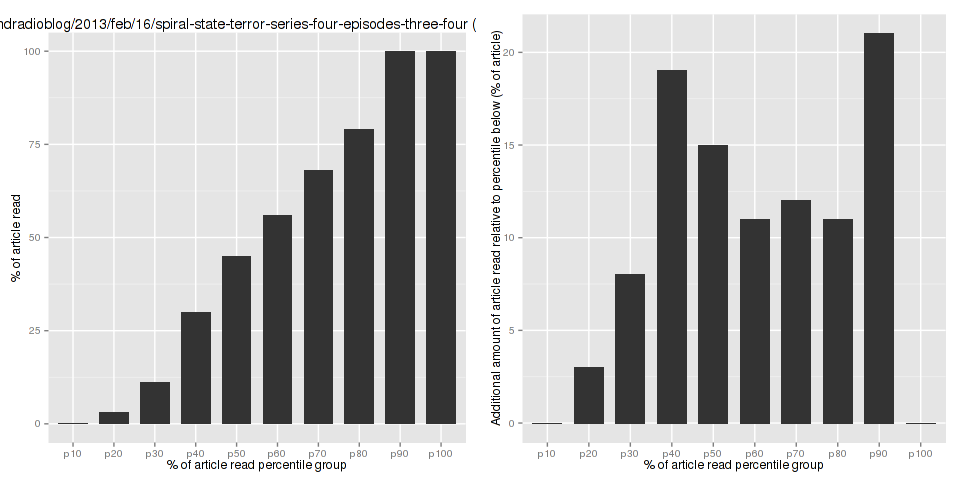 ndradioblog/2013/feb/16/spiral-state-terror-series-four-episodes-three-four (
% of article read
100
75
50
25
0
p10 p20 p30 p40 p50 p60 p70 p80 p90 p100
% of article read percentile group
Additional amount of article read relative to percentile below (% of article)
20
15
10
5
0
p10 p20 p30 p40 p50 p60 p70 p80 p90 p100
% of article read percentile group